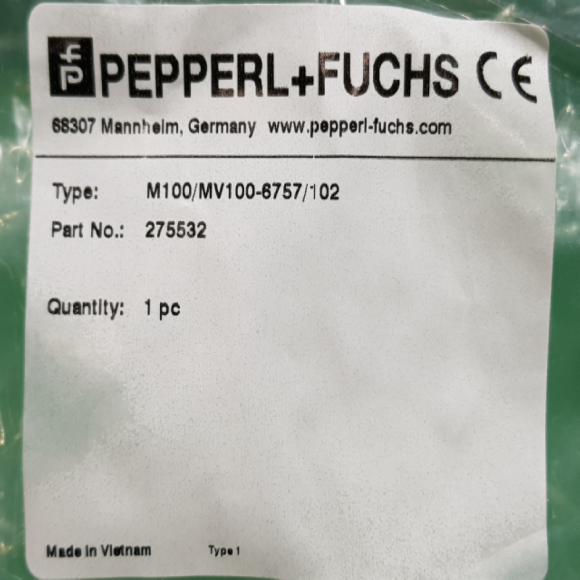 PEPPERL+FUCHS CE
68307 Mannheim, Germany www.pepperl-fuchs.com
Type: M100/MV100-6757/102
Part No.: 275532
Quantity: 1 pc
Made in Vietnam Type 1